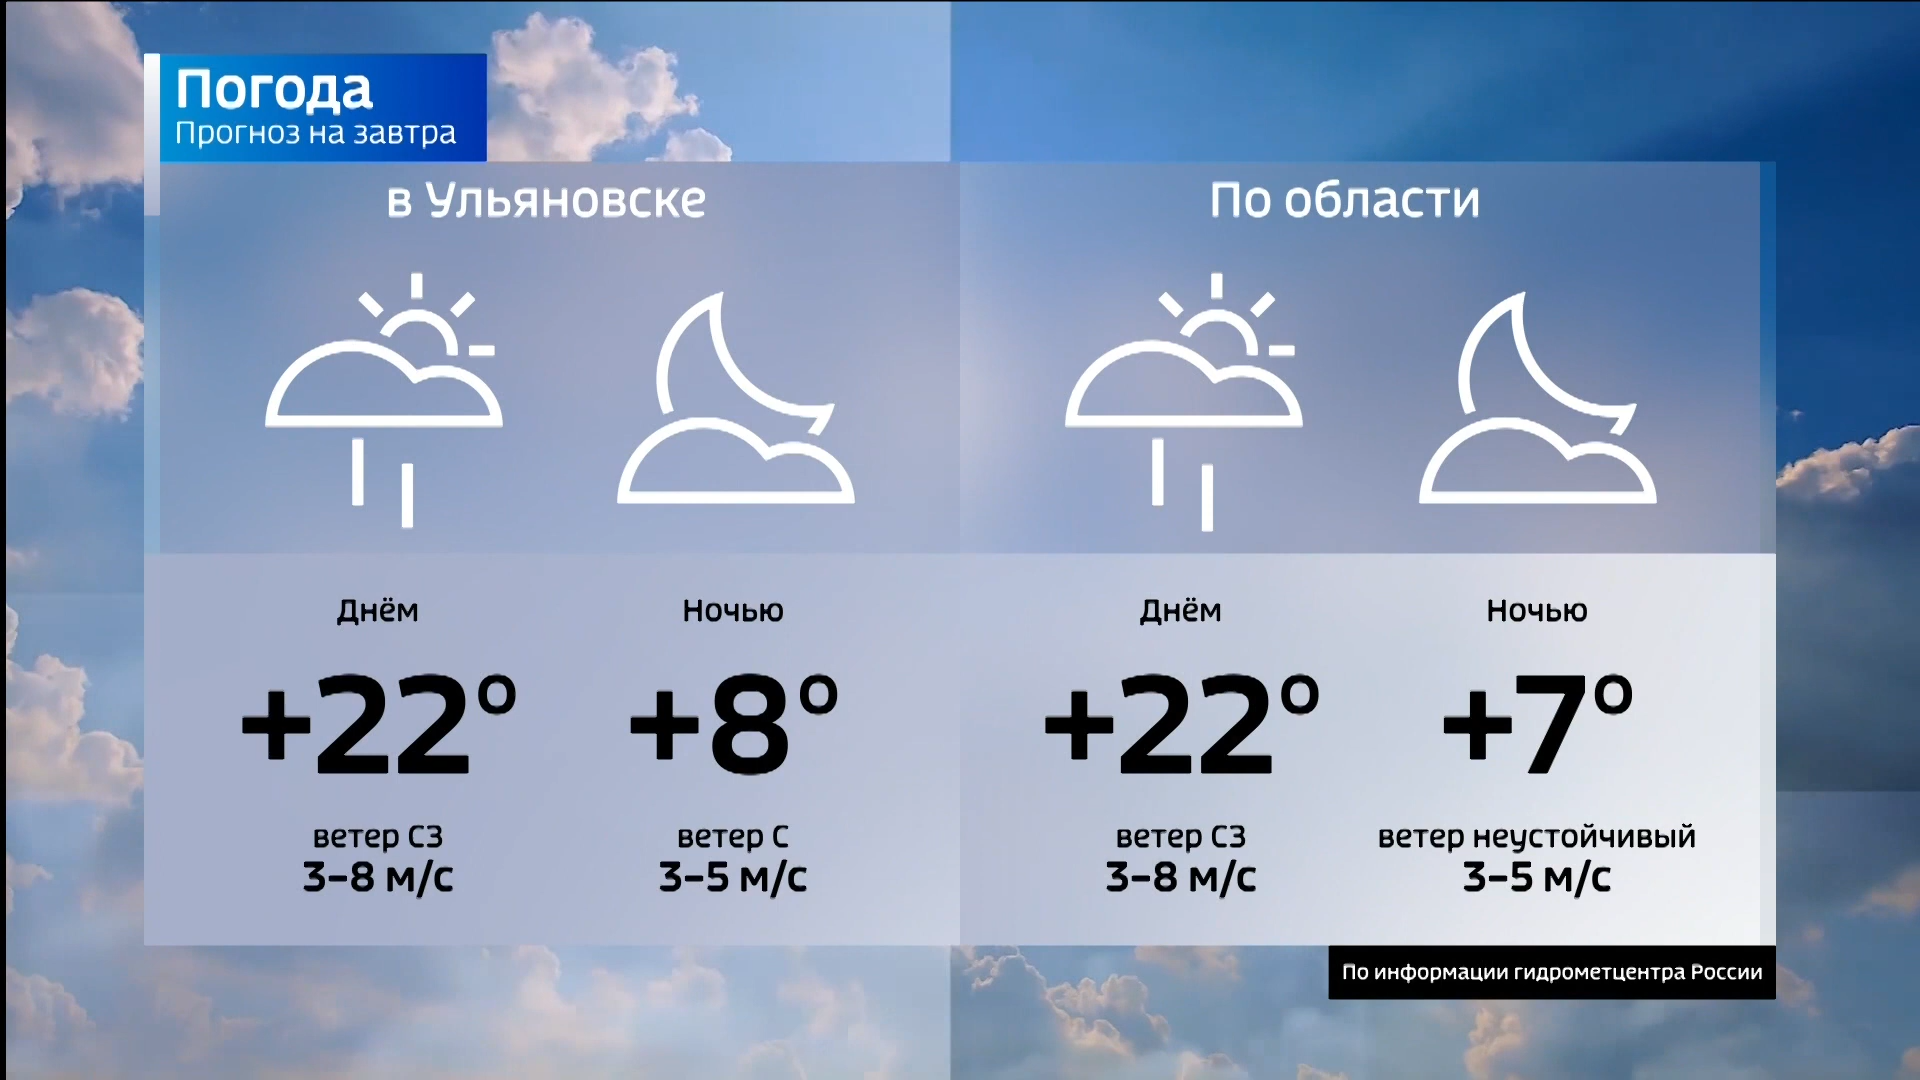 Погода
Прогноз на завтра
в Ульяновске
По области
Днём
Ночью
Днём
Ночью
+22°
+8°
+22°
+7°
ветер СЗ
ветер С
ветер СЗ
ветер неустойчивый
3-8 м/с
3-5 м/с
3-8 м/с
3-5 м/с
По информации гидрометцентра России